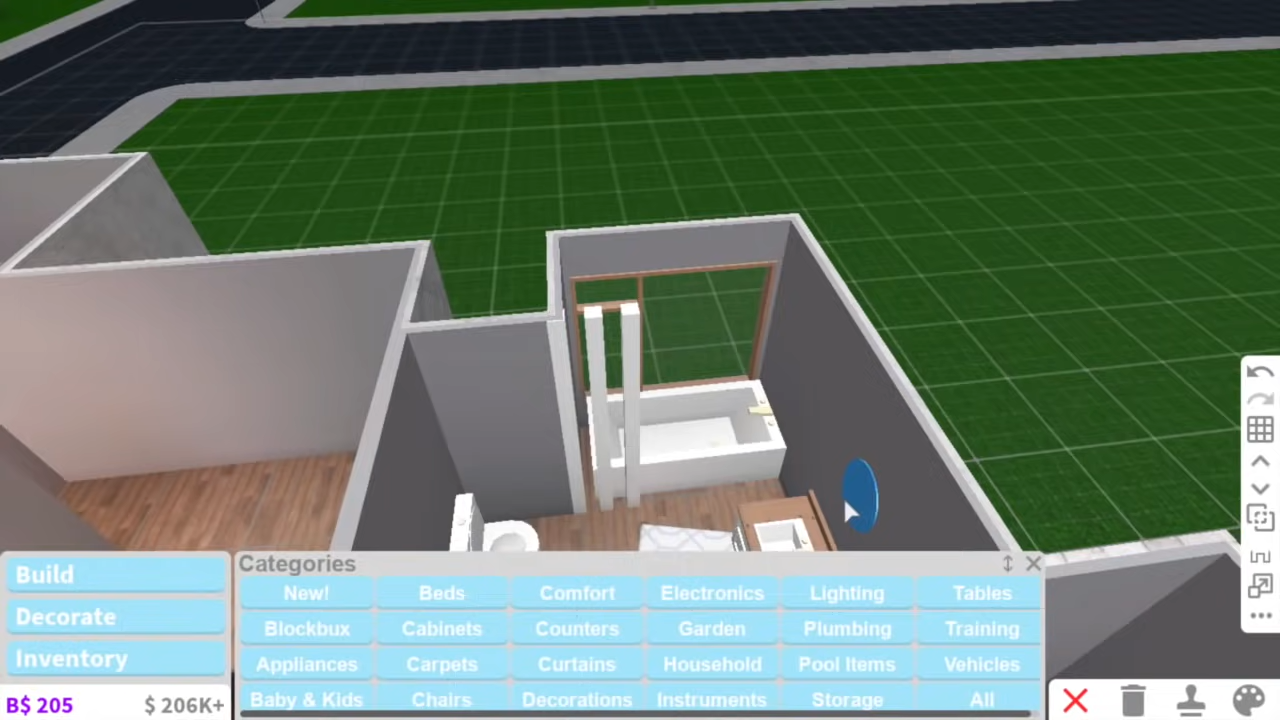 Categories
New! Beds Comfort Electronics Lighting Tables
Blockbux Cabinets Counters Garden Plumbing Training
Appliances Carpets Curtains Household Pool Items Vehicles
Baby & Kids Chairs Decorations Instruments Storage All
Build
Decorate
Inventory
B$ 205 $ 206K+